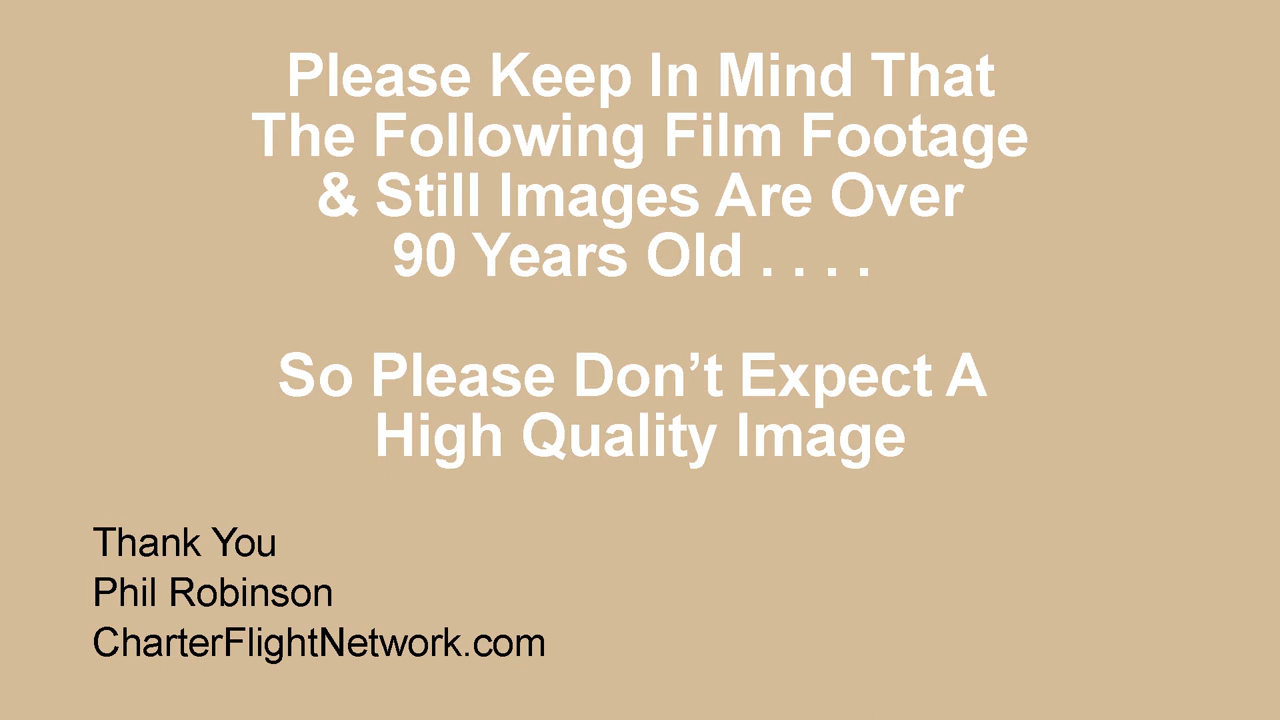 Please Keep In Mind That
The Following Film Footage
& Still Images Are Over
90 Years Old . . . .
So Please Don’t Expect A
High Quality Image
Thank You
Phil Robinson
CharterFlightNetwork.com